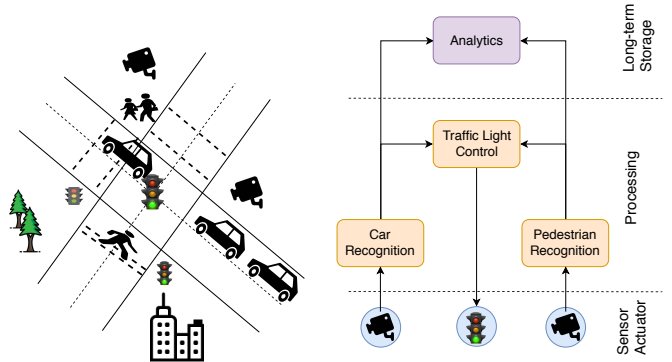 Analytics
Long-term
Storage
Traffic Light
Control
Processing
Car
Recognition
Pedestrian
Recognition
Sensor
Actuator